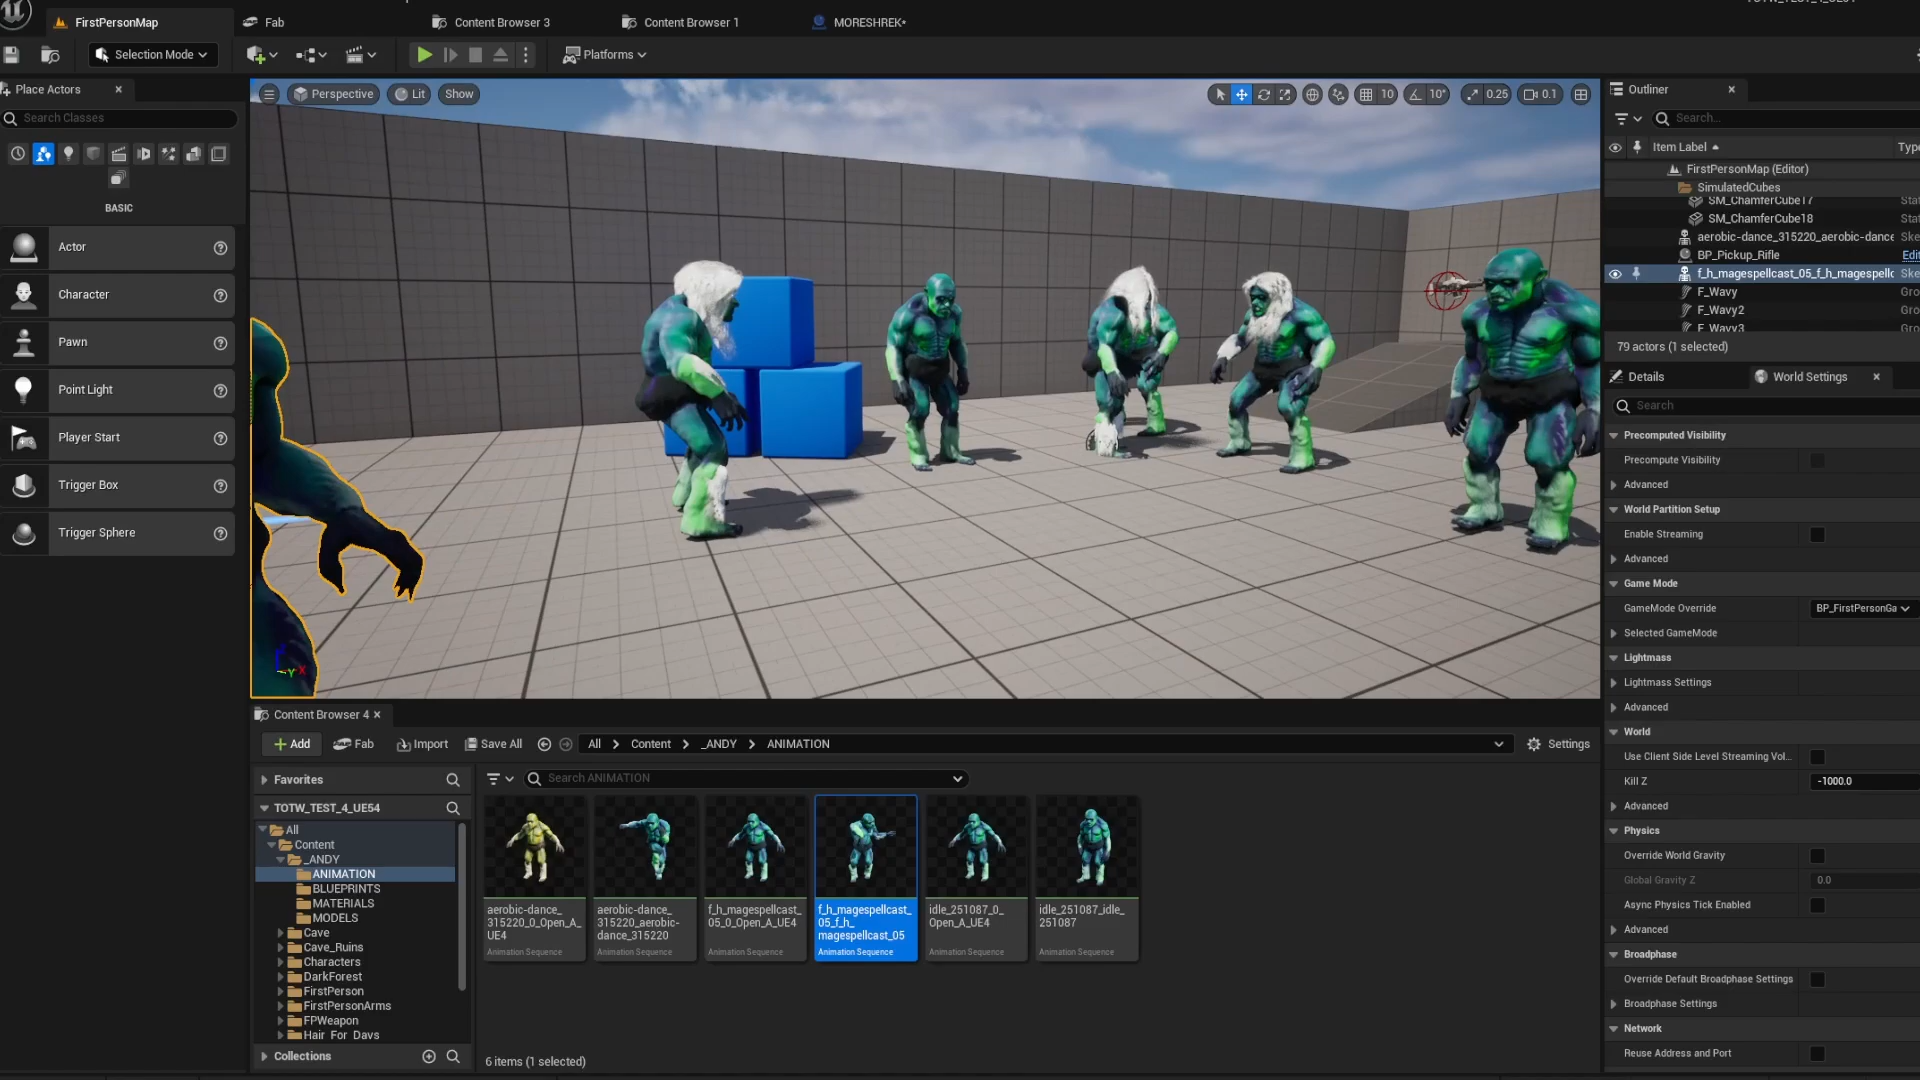 FirstPersonMap
Fab
Content Browser 3
Content Browser 1
MORESHREK*
Selection Mode
Platforms
Place Actors
Search Classes
BASIC
Actor
Character
Pawn
Point Light
Player Start
Trigger Box
Trigger Sphere
Perspective
Lit
Show
10
10°
0.25
0.1
Outliner
Search...
Item Label
FirstPersonMap (Editor)
SimulatedCubes
SM_ChamferCube17
SM_ChamferCube18
aerobic-dance_315220_aerobic-dance
Ske
BP_Pickup_Rifle
Edit
f_h_magespellcast_05_f_h_magespellc
Ske
F_Wavy
Gro
F_Wavy2
Gro
F_Wavy3
79 actors (1 selected)
Details
World Settings
Search
Precomputed Visibility
Precompute Visibility
Advanced
World Partition Setup
Enable Streaming
Advanced
Game Mode
GameMode Override
BP_FirstPersonGa
Selected GameMode
Lightmass
Lightmass Settings
Advanced
World
Use Client Side Level Streaming Vol...
Kill Z
-1000.0
Advanced
Physics
Override World Gravity
Global Gravity Z
0.0
Async Physics Tick Enabled
Advanced
Broadphase
Override Default Broadphase Settings
Broadphase Settings
Network
Reuse Address and Port
Content Browser 4
Add
Fab
Import
Save All
All
Content
_ANDY
ANIMATION
Settings
Favorites
TOTW_TEST_4_UE54
All
Content
_ANDY
ANIMATION
BLUEPRINTS
MATERIALS
MODELS
Cave
Cave_Ruins
Characters
DarkForest
FirstPerson
FirstPersonArms
FPWeapon
Collections
Search ANIMATION
aerobic-dance_
315220_0_Open_A_
UE4
Animation Sequence
aerobic-dance_
315220_aerobic-
dance_315220
Animation Sequence
f_h_magespellcast_
05_0_Open_A_UE4
Animation Sequence
f_h_magespellcast_
05_f_h_
magespellcast_05
Animation Sequence
idle_251087_0_
Open_A_UE4
Animation Sequence
idle_251087_idle_
251087
Animation Sequence
6 items (1 selected)